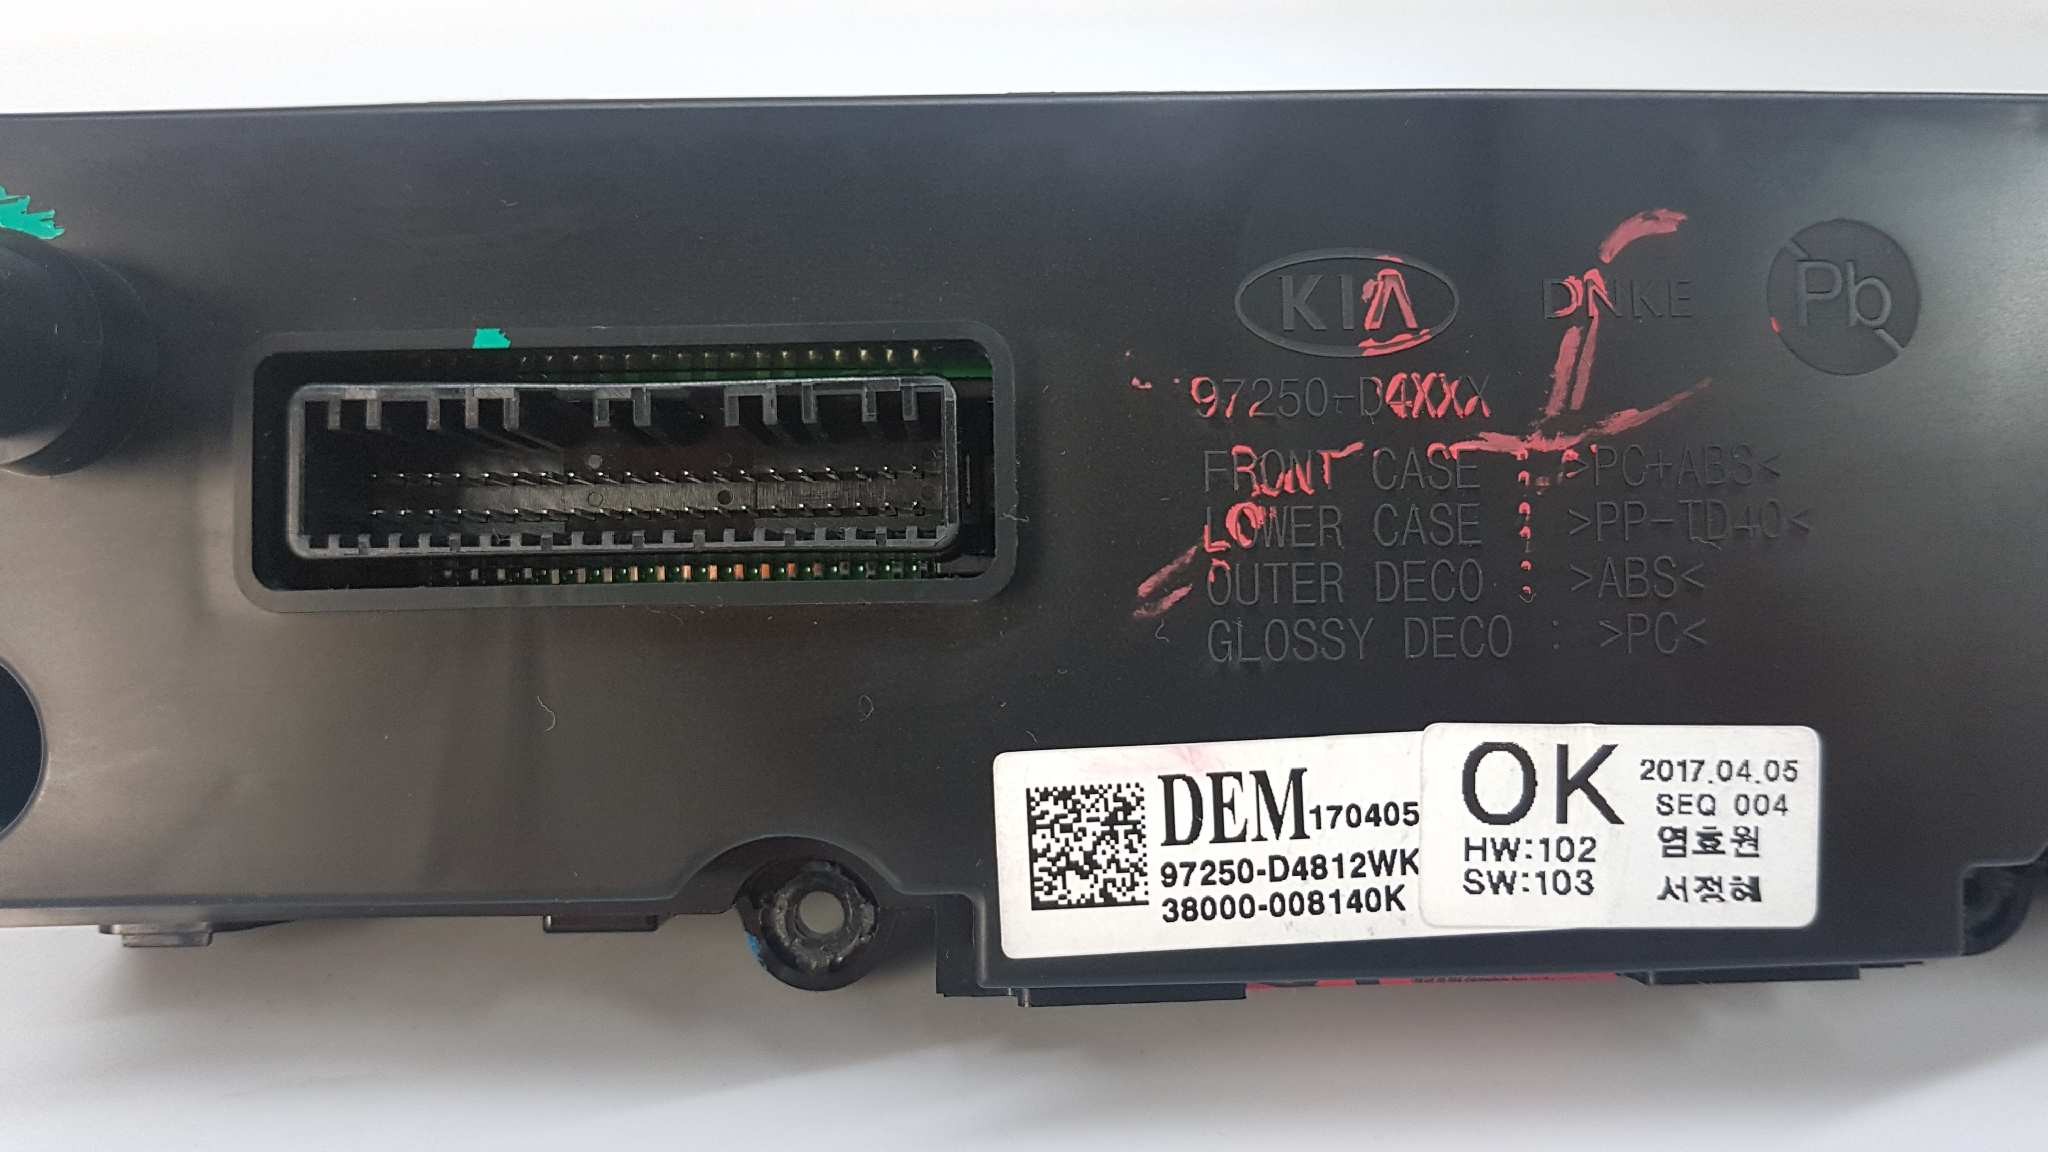 KIA DNKE Pb
97250-D4XXX
FRONT CASE : >PC+ABS<
LOWER CASE : >PP-TD40<
OUTER DECO : >ABS<
GLOSSY DECO : >PC<
DEM170405
97250-D4812WK
38000-008140K
OK
HW:102
SW:103
2017.04.05
SEQ 004
염효원
서정혜